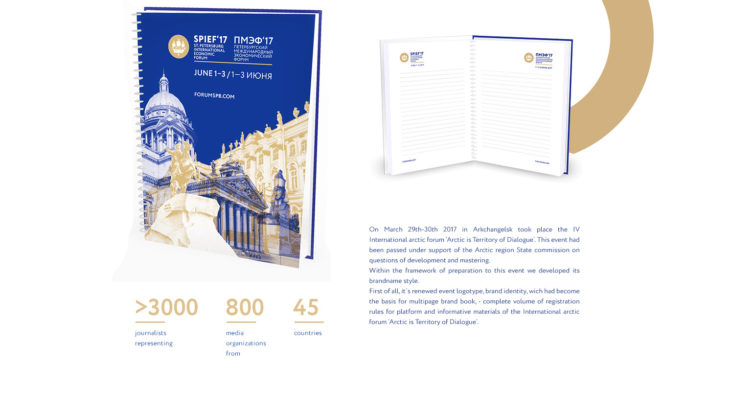 SPIEF'17
ST. PETERSBURG
INTERNATIONAL
ECONOMIC
FORUM
ПМЭФ'17
ПЕТЕРБУРГСКИЙ
МЕЖДУНАРОДНЫЙ
ЭКОНОМИЧЕСКИЙ
ФОРУМ
JUNE 1–3 / 1–3 ИЮНЯ
FORUMSPB.COM
SPIEF'17
ПМЭФ'17
On March 29th-30th 2017 in Arkchangelsk took place the IV
International arctic forum 'Arctic is Territory of Dialogue'. This event had
been passed under support of the Arctic region State commission on
questions of development and mastering.
Within the framework of preparation to this event we developed its
brandname style.
First of all, it`s renewed event logotype, brand identity, wich had become
the basis for multipage brand book, - complete volume of registration
rules for platform and informative materials of the International arctic
forum 'Arctic is Territory of Dialogue'.
>3000
journalists
representing
800
media
organizations
from
45
countries